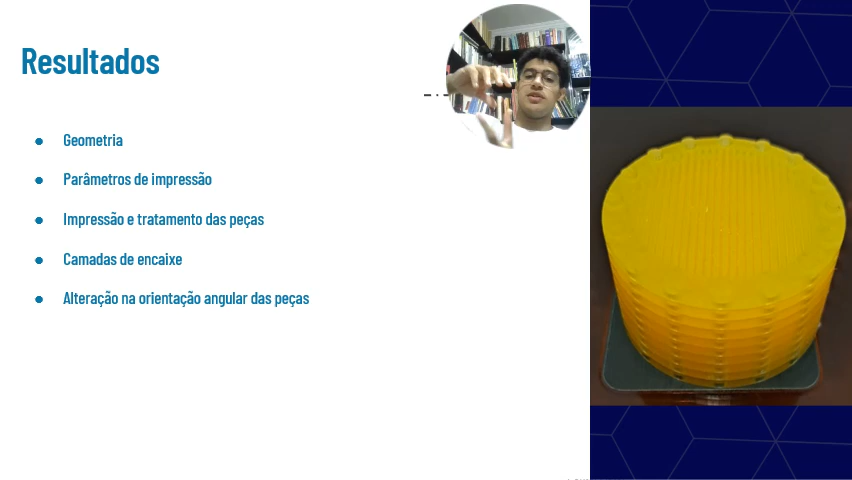 Resultados
Geometria
Parâmetros de impressão
Impressão e tratamento das peças
Camadas de encaixe
Alteração na orientação angular das peças